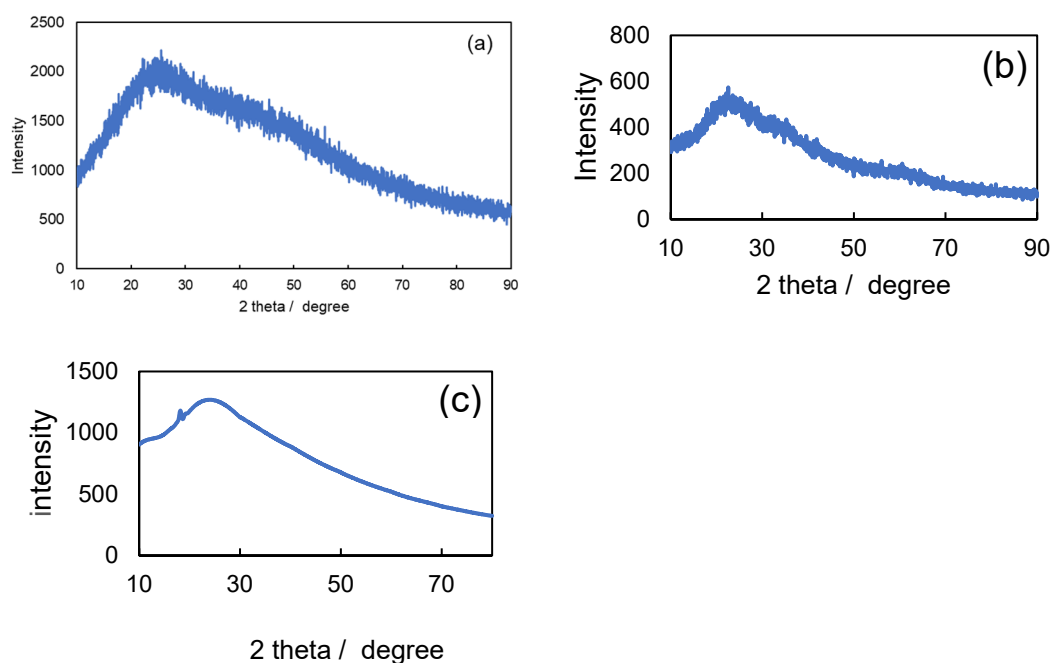 (a)
Intensity
2500
2000
1500
1000
500
0
10 20 30 40 50 60 70 80 90
2 theta / degree
(b)
Intensity
800
600
400
200
0
10 30 50 70 90
2 theta / degree
(c)
intensity
1500
1000
500
0
10 30 50 70
2 theta / degree